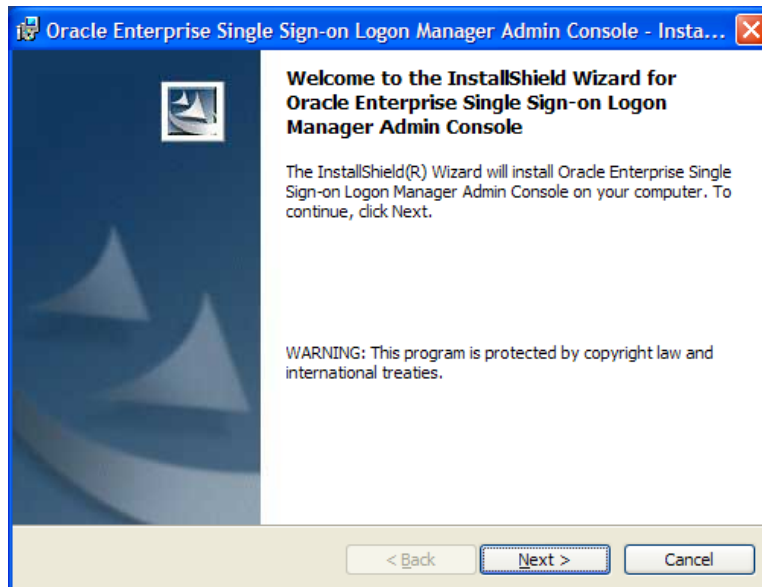 Oracle Enterprise Single Sign-on Logon Manager Admin Console - Insta...
Welcome to the InstallShield Wizard for
Oracle Enterprise Single Sign-on Logon
Manager Admin Console
The InstallShield(R) Wizard will install Oracle Enterprise Single
Sign-on Logon Manager Admin Console on your computer. To
continue, click Next.
WARNING: This program is protected by copyright law and
international treaties.
< Back
Next >
Cancel